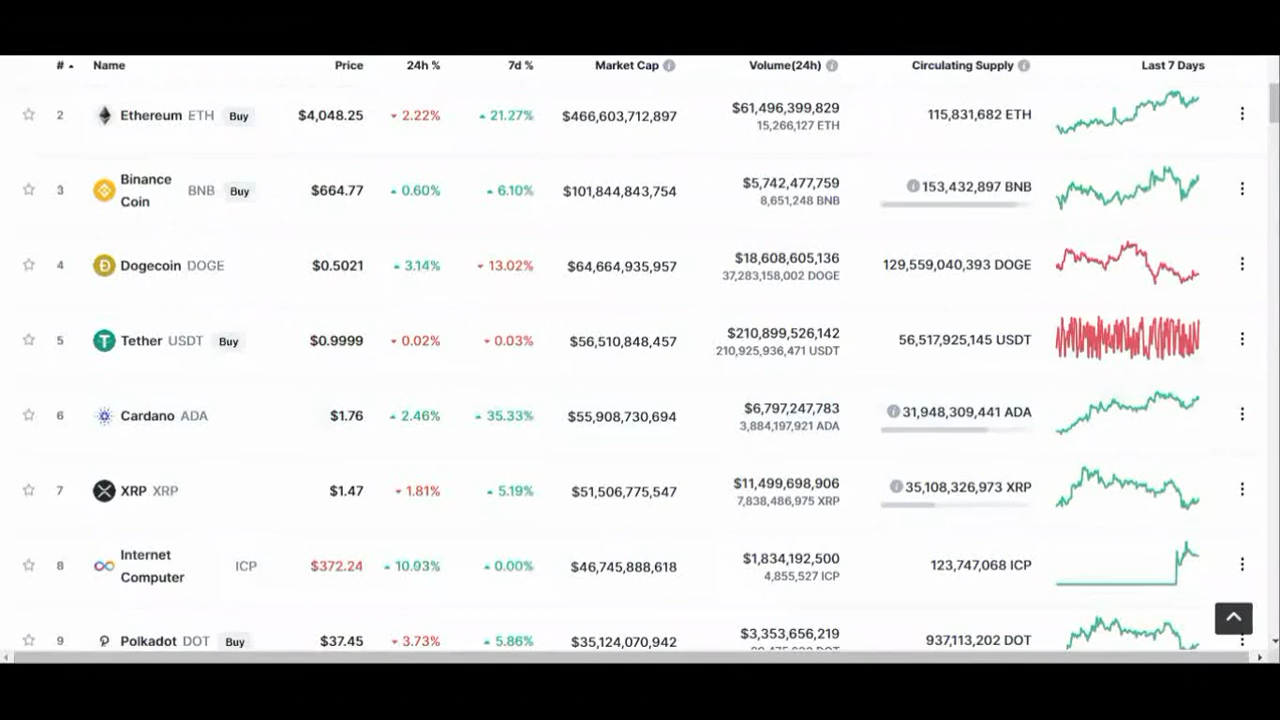 # Name Price 24h % 7d % Market Cap Volume(24h) Circulating Supply Last 7 Days
2 Ethereum ETH Buy $4,048.25 2.22% 21.27% $466,603,712,897 $61,496,399,829 115,831,682 ETH
15,266,127 ETH
3 Binance Coin BNB Buy $664.77 0.60% 6.10% $101,844,843,754 $5,742,477,759 153,432,897 BNB
8,651,248 BNB
4 Dogecoin DOGE $0.5021 3.14% 13.02% $64,664,935,957 $18,608,605,136 129,559,040,393 DOGE
37,283,158,002 DOGE
5 Tether USDT Buy $0.9999 0.02% 0.03% $56,510,848,457 $210,899,526,142 56,517,925,145 USDT
210,925,936,471 USDT
6 Cardano ADA $1.76 2.46% 35.33% $55,908,730,694 $6,797,247,783 31,948,309,441 ADA
3,884,197,921 ADA
7 XRP XRP $1.47 1.81% 5.19% $51,506,775,547 $11,499,698,906 35,108,326,973 XRP
7,838,486,975 XRP
8 Internet Computer ICP $372.24 10.93% 0.00% $46,745,888,618 $1,834,192,500 123,747,068 ICP
4,855,527 ICP
9 Polkadot DOT Buy $37.45 3.73% 5.86% $35,124,070,942 $3,353,656,219 937,113,202 DOT